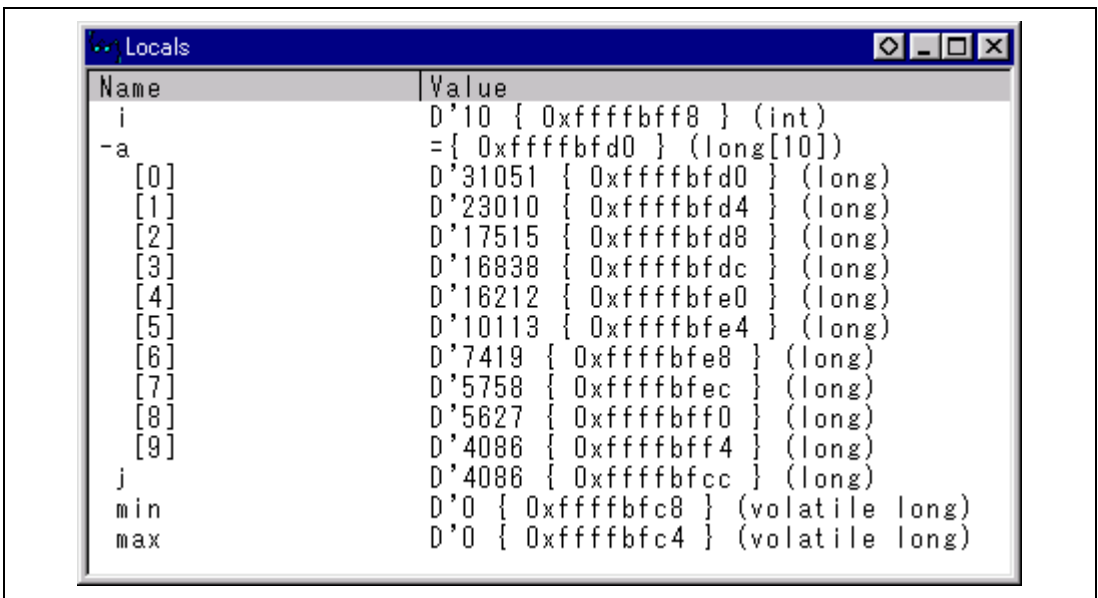 Locals
Name Value
i D'10 { 0xffffbff8 } (int)
-a ={ 0xffffbfd0 } (long[10])
[0] D'31051 { 0xffffbfd0 } (long)
[1] D'23010 { 0xffffbfd4 } (long)
[2] D'17515 { 0xffffbfd8 } (long)
[3] D'16838 { 0xffffbfdc } (long)
[4] D'16212 { 0xffffbfe0 } (long)
[5] D'10113 { 0xffffbfe4 } (long)
[6] D'7419 { 0xffffbfe8 } (long)
[7] D'5758 { 0xffffbfec } (long)
[8] D'5627 { 0xffffbff0 } (long)
[9] D'4086 { 0xffffbff4 } (long)
j D'4086 { 0xffffbfcc } (long)
min D'0 { 0xffffbfc8 } (volatile long)
max D'0 { 0xffffbfc4 } (volatile long)